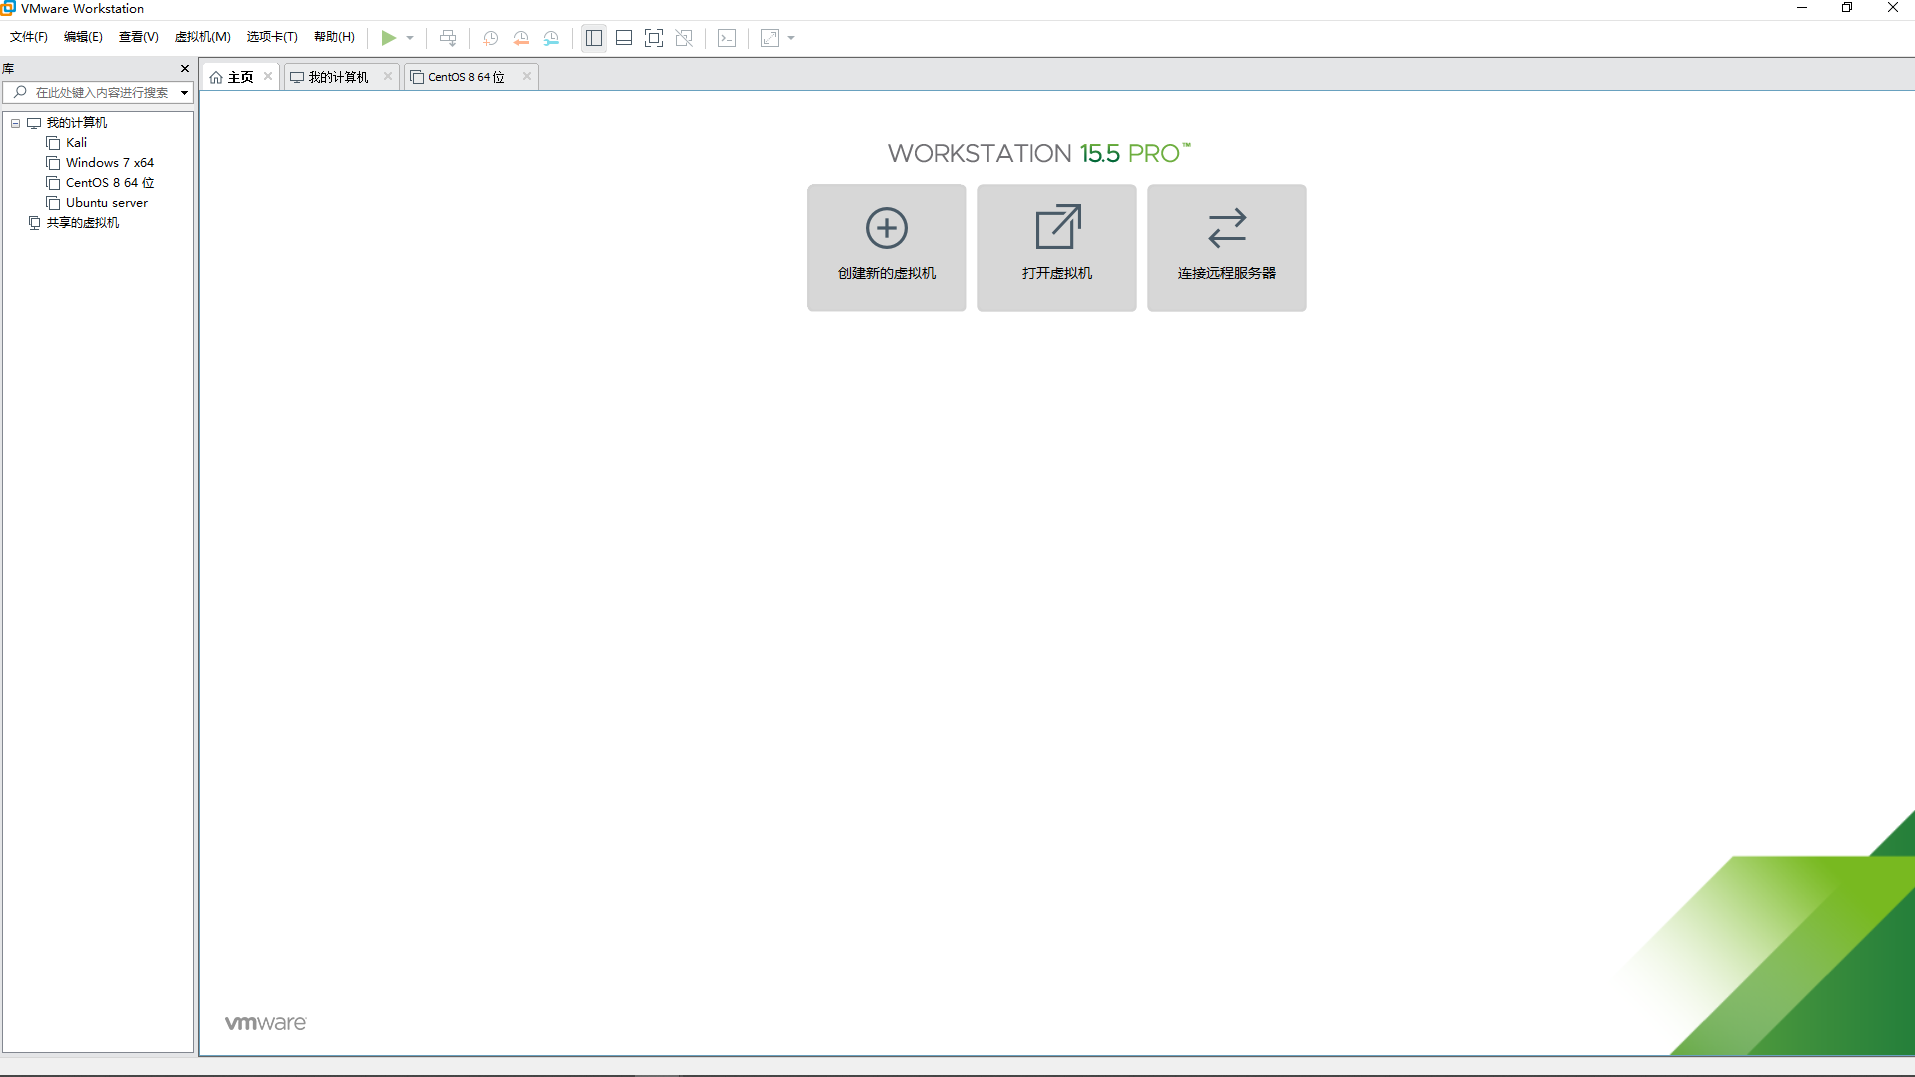 VMware Workstation
文件(F) 编辑(E) 查看(V) 虚拟机(M) 选项卡(T) 帮助(H)
库
在此处键入内容进行搜索
我的计算机
Kali
Windows 7 x64
CentOS 8 64 位
Ubuntu server
共享的虚拟机
主页 我的计算机 CentOS 8 64 位
WORKSTATION 15.5 PRO™
创建新的虚拟机 打开虚拟机 连接远程服务器
vmware